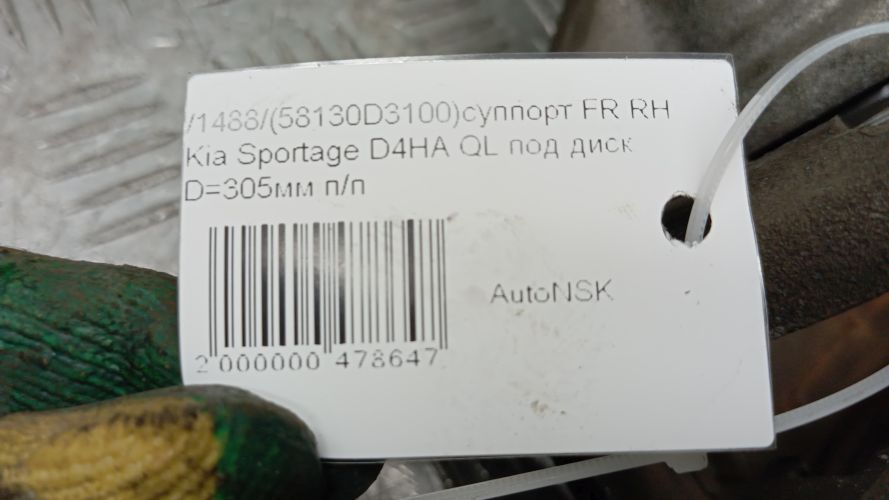 /1488/(58130D3100)суппорт FR RH
Kia Sportage D4HA QL под диск
D=305мм п/п
AutoNSK
2 000000 478647